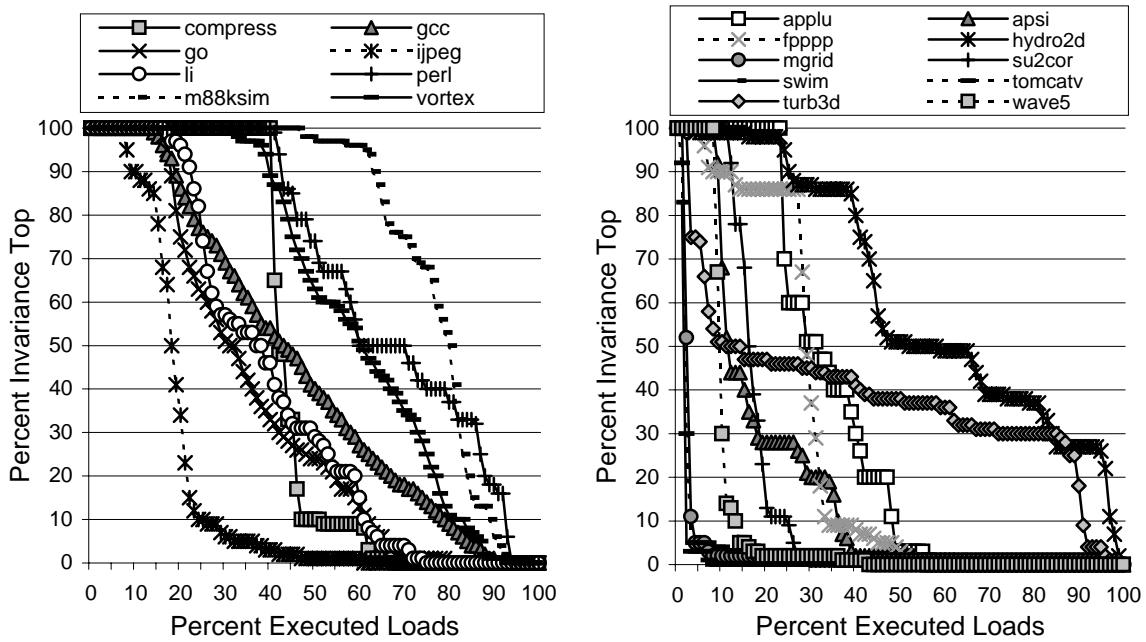 compress gcc
go ijpeg
li perl
m88ksim vortex
Percent Invariance Top
100
90
80
70
60
50
40
30
20
10
0
0 10 20 30 40 50 60 70 80 90 100
Percent Executed Loads
applu apsi
fpppp hydro2d
mgrid su2cor
swim tomcatv
turb3d wave5
Percent Invariance Top
100
90
80
70
60
50
40
30
20
10
0
0 10 20 30 40 50 60 70 80 90 100
Percent Executed Loads